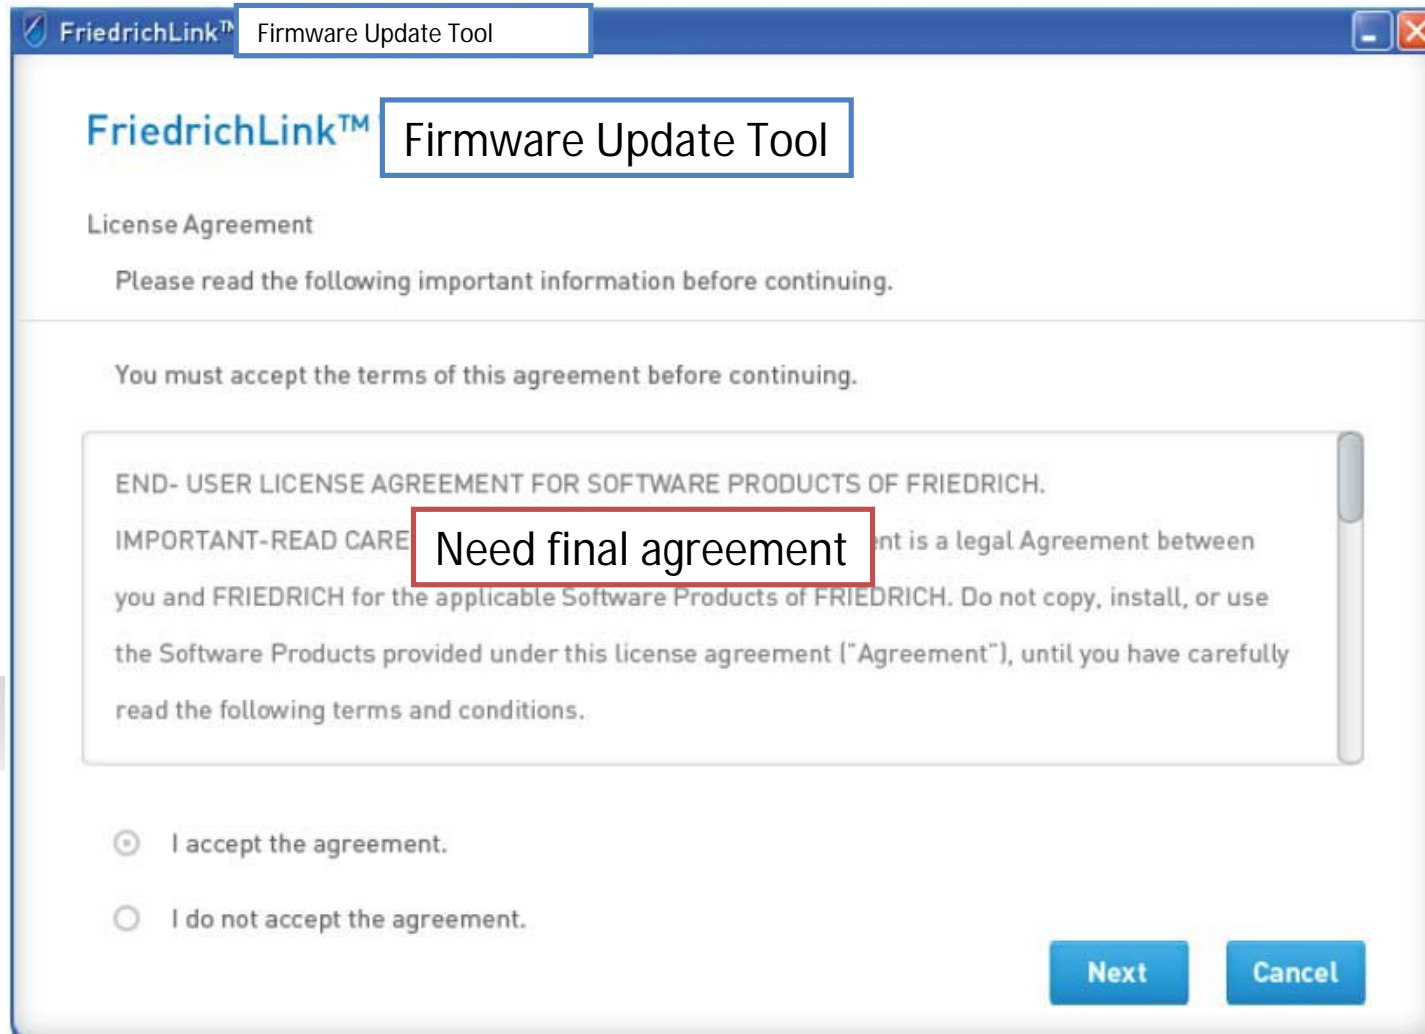 FriedrichLink™ Firmware Update Tool
FriedrichLink™ Firmware Update Tool
License Agreement
Please read the following important information before continuing.
You must accept the terms of this agreement before continuing.
END- USER LICENSE AGREEMENT FOR SOFTWARE PRODUCTS OF FRIEDRICH.
IMPORTANT-READ CARE Need final agreement nt is a legal Agreement between
you and FRIEDRICH for the applicable Software Products of FRIEDRICH. Do not copy, install, or use
the Software Products provided under this license agreement ("Agreement"), until you have carefully
read the following terms and conditions.
I accept the agreement.
I do not accept the agreement.
Next Cancel